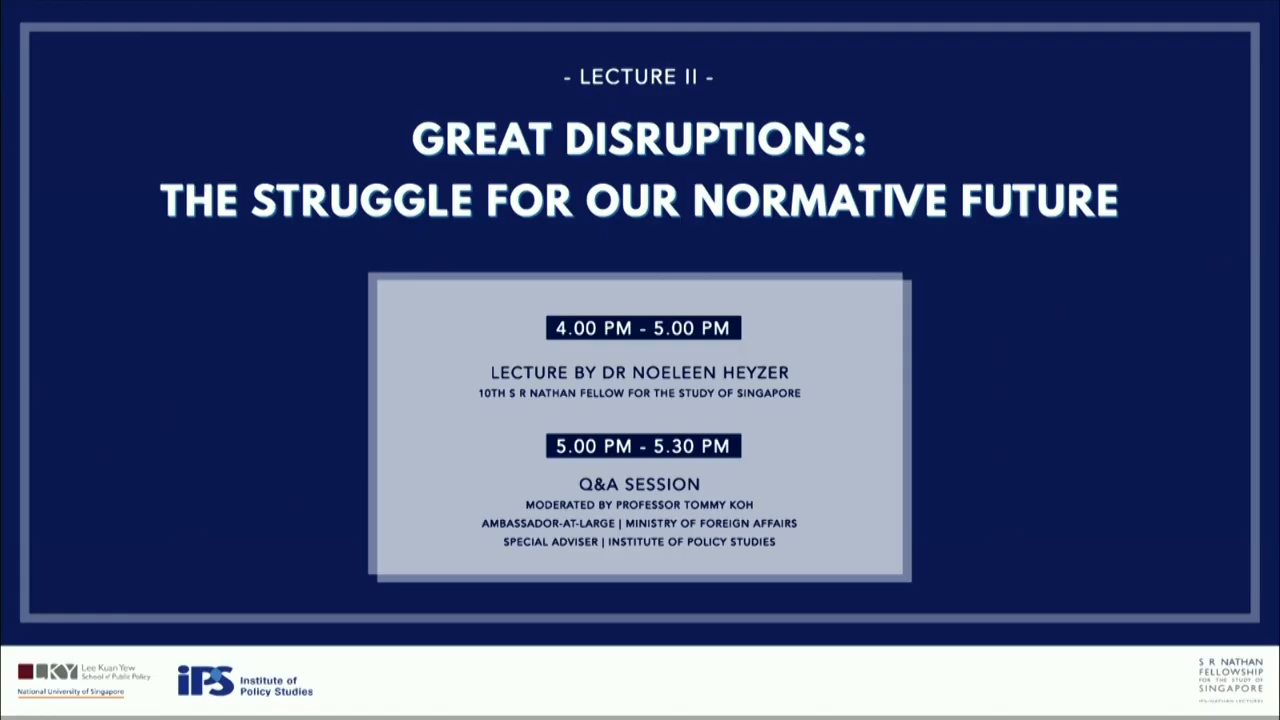 - LECTURE II -
GREAT DISRUPTIONS:
THE STRUGGLE FOR OUR NORMATIVE FUTURE
4.00 PM - 5.00 PM
LECTURE BY DR NOELEEN HEYZER
10TH S R NATHAN FELLOW FOR THE STUDY OF SINGAPORE
5.00 PM - 5.30 PM
Q&A SESSION
MODERATED BY PROFESSOR TOMMY KOH
AMBASSADOR-AT-LARGE | MINISTRY OF FOREIGN AFFAIRS
SPECIAL ADVISER | INSTITUTE OF POLICY STUDIES
LKY Lee Kuan Yew
School of Public Policy
National University of Singapore
iPS Institute of
Policy Studies
S R NATHAN
FELLOWSHIP
FOR THE STUDY OF
SINGAPORE
IPS-NATHAN LECTURES